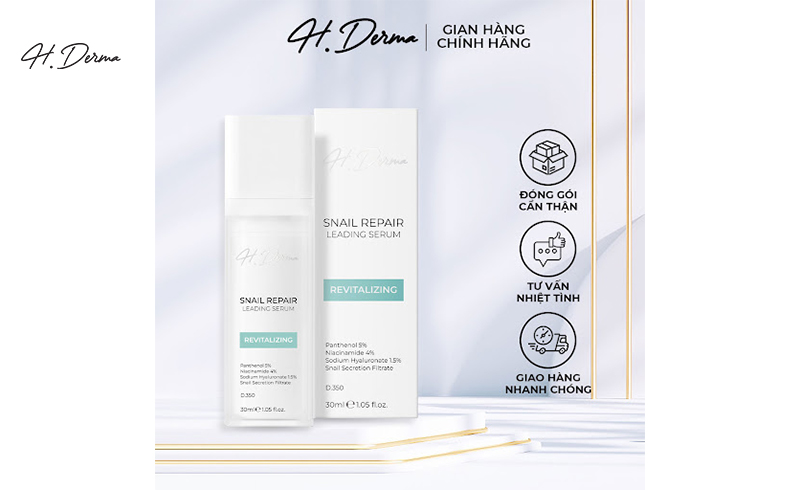 H. Derma
H. Derma
GIAN HÀNG
CHÍNH HÃNG
H. Derma
SNAIL REPAIR
LEADING SERUM
REVITALIZING
Panthenol 5%
Niacinamide 4%
Sodium Hyaluronate 1.5%
Snail Secretion Filtrate
D.350
30ml℮1.05 fl.oz.
H. Derma
SNAIL REPAIR
LEADING SERUM
REVITALIZING
Panthenol 5%
Niacinamide 4%
Sodium Hyaluronate 1.5%
Snail Secretion Filtrate
D.350
30ml℮1.05 fl.oz.
ĐÓNG GÓI
CẨN THẬN
TƯ VẤN
NHIỆT TÌNH
GIAO HÀNG
NHANH CHÓNG